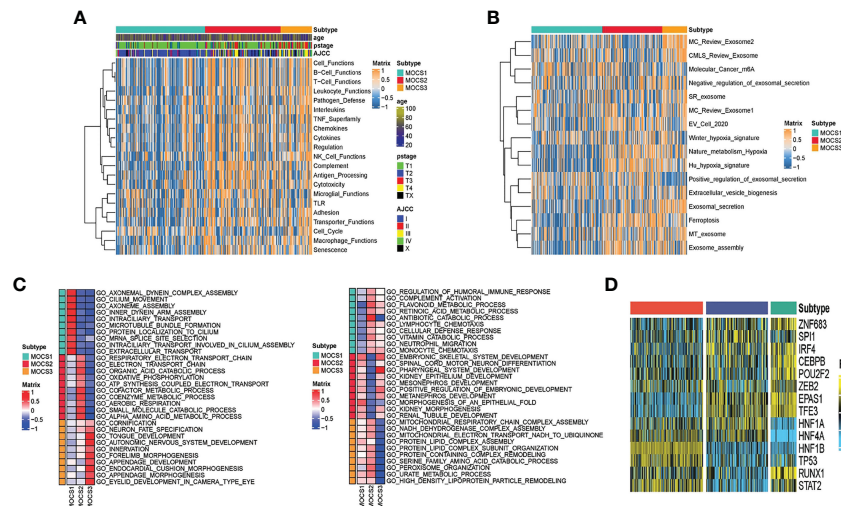 A
Subtype
age
pstage
AJCC
Cell_Functions
B-Cell_Functions
T-Cell_Functions
Leukocyte_Functions
Pathogen_Defense
Interleukins
TNF_Superfamily
Chemokines
Cytokines
Regulation
NK_Cell_Functions
Complement
Antigen_Processing
Cytotoxicity
Microglial_Functions
TLR
Adhesion
Transporter_Functions
Cell_Cycle
Macrophage_Functions
Senescence
Matrix
1
0.5
0
−0.5
−1
Subtype
MOCS1
MOCS2
MOCS3
age
100
80
60
40
20
pstage
T1
T2
T3
T4
TX
AJCC
I
II
III
IV
X
B
Subtype
MC_Review_Exosome2
CMLS_Review_Exosome
Molecular_Cancer_m6A
Negative_regulation_of_exosomal_secretion
SR_exosome
MC_Review_Exosome1
EV_Cell_2020
Winter_hypoxia_signature
Nature_metabolism_Hypoxia
Hu_hypoxia_signature
Positive_regulation_of_exosomal_secretion
Extracellular_vesicle_biogenesis
Exosomal_secretion
Ferroptosis
MT_exosome
Exosome_assembly
Matrix
1
0.5
0
−0.5
−1
Subtype
MOCS1
MOCS2
MOCS3
C
Subtype
MOCS1
MOCS2
MOCS3
Matrix
1
0.5
0
−0.5
−1
GO_AXONEMAL_DYNEIN_COMPLEX_ASSEMBLY
GO_CILIUM_MOVEMENT
GO_AXONEME_ASSEMBLY
GO_INNER_DYNEIN_ARM_ASSEMBLY
GO_INTRACILIARY_TRANSPORT
GO_MICROTUBULE_BUNDLE_FORMATION
GO_PROTEIN_LOCALIZATION_TO_CILIUM
GO_MRNA_SPLICE_SITE_SELECTION
GO_INTRACILIARY_TRANSPORT_INVOLVED_IN_CILIUM_ASSEMBLY
GO_EXTRACELLULAR_TRANSPORT
GO_RESPIRATORY_ELECTRON_TRANSPORT_CHAIN
GO_ELECTRON_TRANSPORT_CHAIN
GO_ORGANIC_ACID_CATABOLIC_PROCESS
GO_OXIDATIVE_PHOSPHORYLATION
GO_ATP_SYNTHESIS_COUPLED_ELECTRON_TRANSPORT
GO_COFACTOR_METABOLIC_PROCESS
GO_COENZYME_METABOLIC_PROCESS
GO_AEROBIC_RESPIRATION
GO_SMALL_MOLECULE_CATABOLIC_PROCESS
GO_ALPHA_AMINO_ACID_METABOLIC_PROCESS
GO_CORNIFICATION
GO_NEURON_FATE_SPECIFICATION
GO_TONGUE_DEVELOPMENT
GO_AUTONOMIC_NERVOUS_SYSTEM_DEVELOPMENT
GO_INNERVATION
GO_FORELIMB_MORPHOGENESIS
GO_APPENDAGE_DEVELOPMENT
GO_ENDOCARDIAL_CUSHION_MORPHOGENESIS
GO_APPENDAGE_MORPHOGENESIS
GO_EYELID_DEVELOPMENT_IN_CAMERA_TYPE_EYE
MOCS1
MOCS2
MOCS3
Subtype
MOCS1
MOCS2
MOCS3
Matrix
1
0.5
0
−0.5
−1
GO_REGULATION_OF_HUMORAL_IMMUNE_RESPONSE
GO_COMPLEMENT_ACTIVATION
GO_FLAVONOID_METABOLIC_PROCESS
GO_RETINOIC_ACID_METABOLIC_PROCESS
GO_ANTIBIOTIC_CATABOLIC_PROCESS
GO_LYMPHOCYTE_CHEMOTAXIS
GO_CELLULAR_DEFENSE_RESPONSE
GO_VITAMIN_CATABOLIC_PROCESS
GO_NEUTROPHIL_MIGRATION
GO_MONOCYTE_CHEMOTAXIS
GO_EMBRYONIC_SKELETAL_SYSTEM_DEVELOPMENT
GO_SPINAL_CORD_MOTOR_NEURON_DIFFERENTIATION
GO_PHARYNGEAL_SYSTEM_DEVELOPMENT
GO_KIDNEY_EPITHELIUM_DEVELOPMENT
GO_MESONEPHROS_DEVELOPMENT
GO_POSITIVE_REGULATION_OF_EMBRYONIC_DEVELOPMENT
GO_METANEPHROS_DEVELOPMENT
GO_MORPHOGENESIS_OF_AN_EPITHELIAL_FOLD
GO_KIDNEY_MORPHOGENESIS
GO_RENAL_TUBULE_DEVELOPMENT
GO_MITOCHONDRIAL_RESPIRATORY_CHAIN_COMPLEX_ASSEMBLY
GO_NADH_DEHYDROGENASE_COMPLEX_ASSEMBLY
GO_MITOCHONDRIAL_ELECTRON_TRANSPORT_NADH_TO_UBIQUINONE
GO_PROTEIN_LIPID_COMPLEX_ASSEMBLY
GO_PROTEIN_LIPID_COMPLEX_SUBUNIT_ORGANIZATION
GO_PROTEIN_CONTAINING_COMPLEX_REMODELING
GO_SERINE_FAMILY_AMINO_ACID_CATABOLIC_PROCESS
GO_PEROXISOME_ORGANIZATION
GO_URATE_METABOLIC_PROCESS
GO_HIGH_DENSITY_LIPOPROTEIN_PARTICLE_REMODELING
MOCS1
MOCS2
MOCS3
D
Subtype
ZNF683
SPI1
IRF4
CEBPB
POU2F2
ZEB2
EPAS1
TFE3
HNF1A
HNF4A
HNF1B
TP53
RUNX1
STAT2